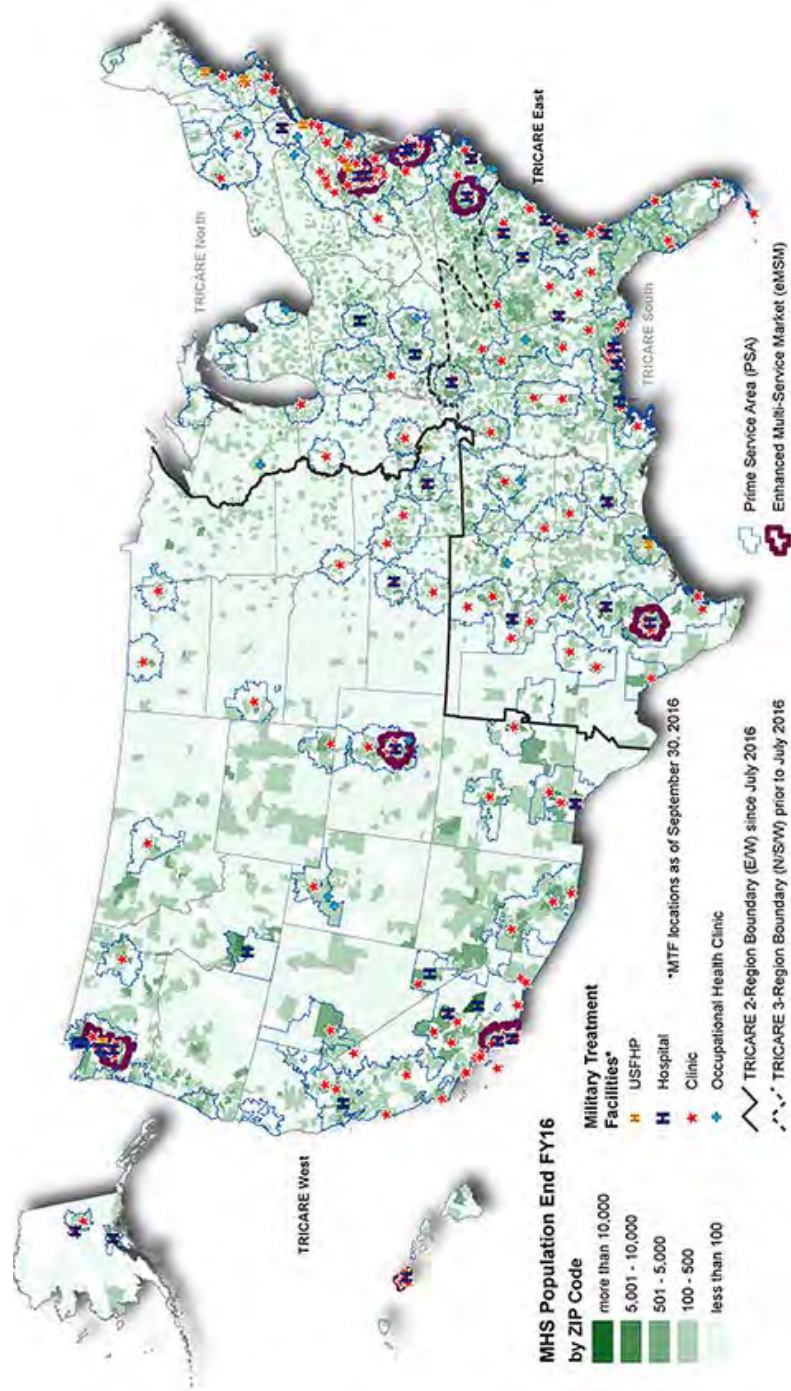 TRICARE North
TRICARE West
TRICARE East
TRICARE South
MHS Population End FY16
by ZIP Code
more than 10,000
5,001 - 10,000
501 - 5,000
100 - 500
less than 100
Military Treatment
Facilities*
H USFHP
H Hospital
Clinic
Occupational Health Clinic
TRICARE 2-Region Boundary (E/W) since July 2016
TRICARE 3-Region Boundary (N/S/W) prior to July 2016
*MTF locations as of September 30, 2016
Prime Service Area (PSA)
Enhanced Multi-Service Market (eMSM)